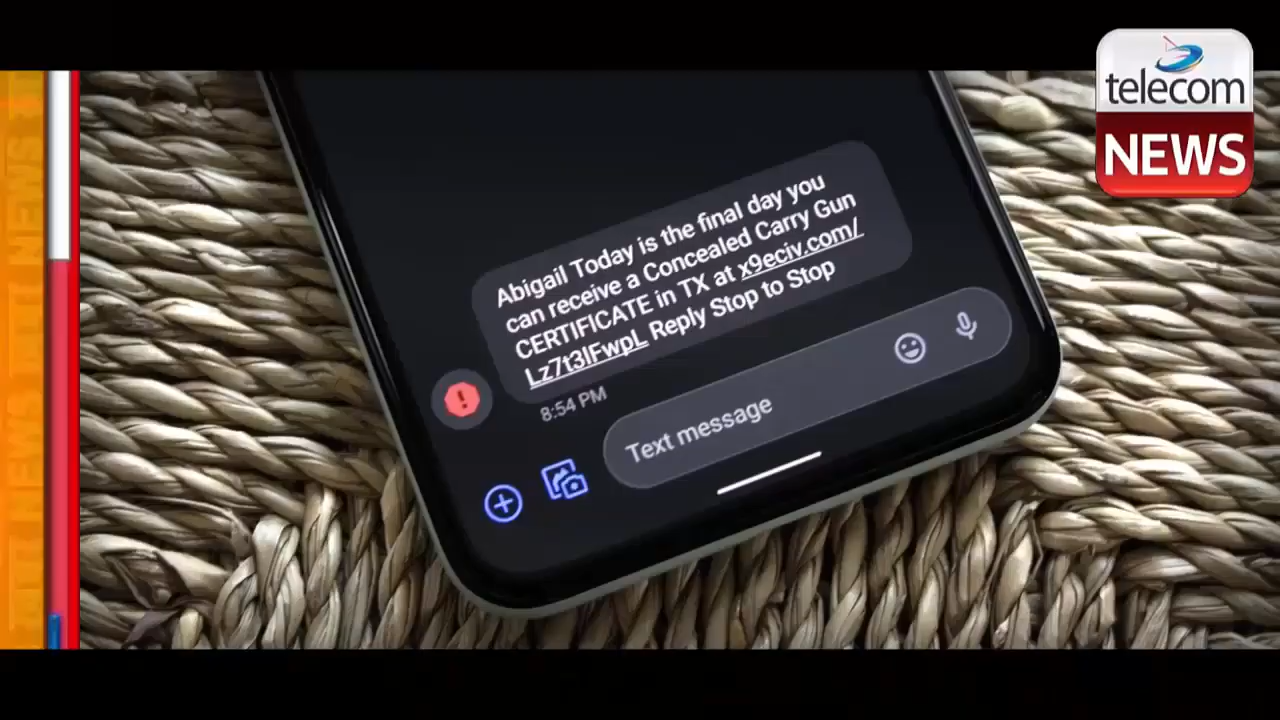 telecom
NEWS
Abigail Today is the final day you
can receive a Concealed Carry Gun
CERTIFICATE in TX at x9eciv.com/
Lz7t3lFwpL Reply Stop to Stop
8:54 PM
Text message